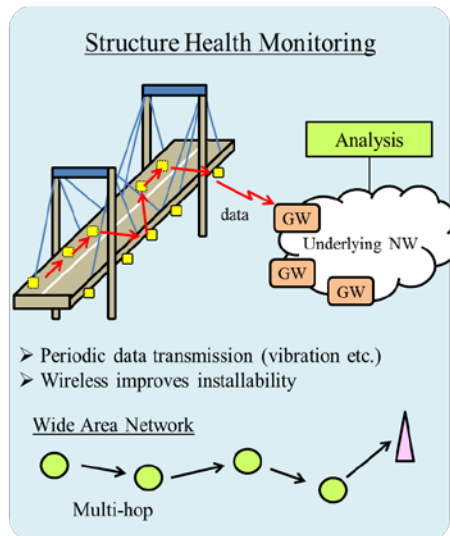 Structure Health Monitoring
Analysis
data
GW
Underlying NW
GW
GW
➢ Periodic data transmission (vibration etc.)
➢ Wireless improves installability
Wide Area Network
Multi-hop